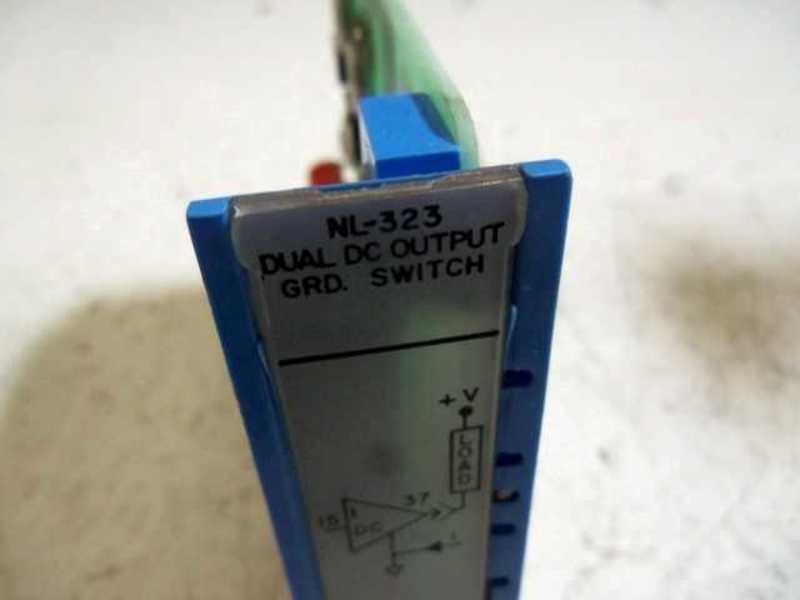 NL-323
DUAL DC OUTPUT
GRD. SWITCH
+ V
LOAD
37
15
DC